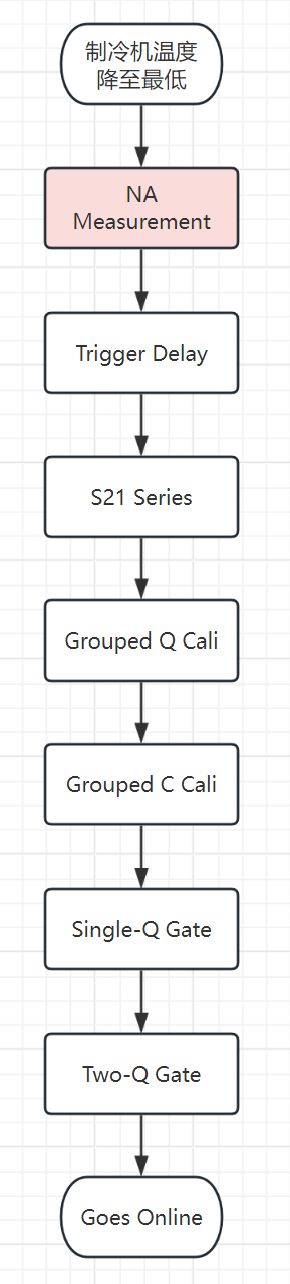 制冷机温度
降至最低
NA
Measurement
Trigger Delay
S21 Series
Grouped Q Cali
Grouped C Cali
Single-Q Gate
Two-Q Gate
Goes Online